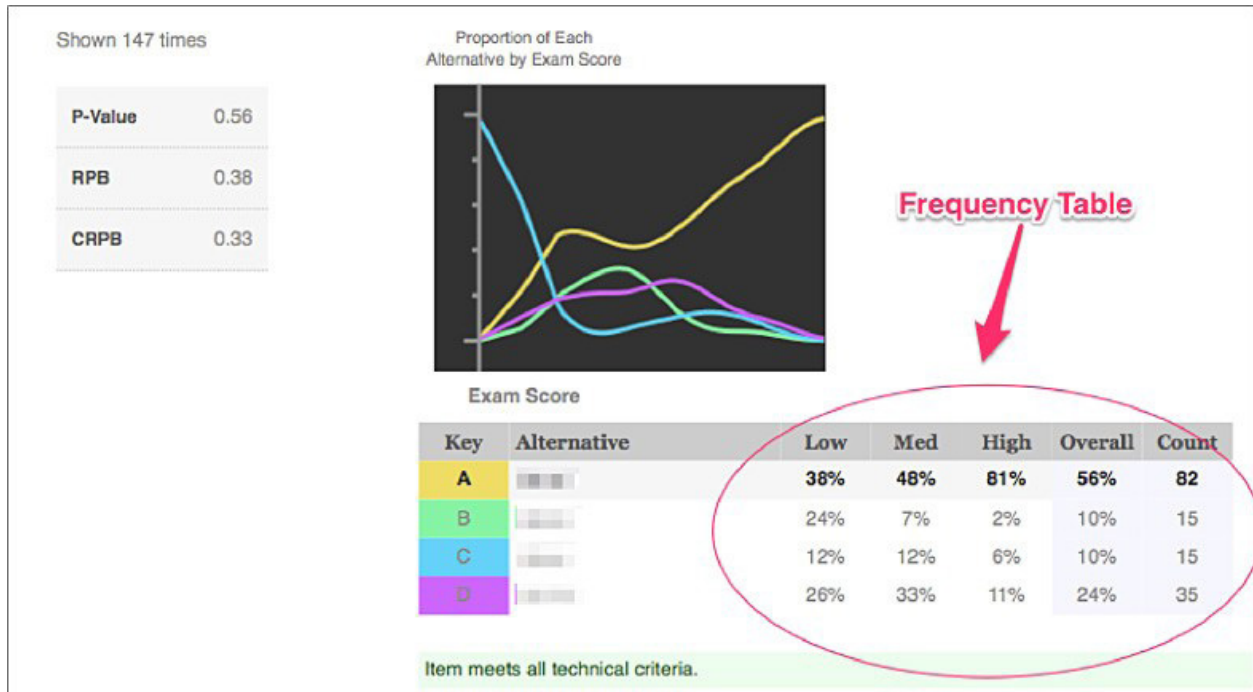 Shown 147 times
P-Value 0.56
RPB 0.38
CRPB 0.33
Proportion of Each
Alternative by Exam Score
Exam Score
Frequency Table
Key Alternative Low Med High Overall Count
A 38% 48% 81% 56% 82
B 24% 7% 2% 10% 15
C 12% 12% 6% 10% 15
D 26% 33% 11% 24% 35
Item meets all technical criteria.